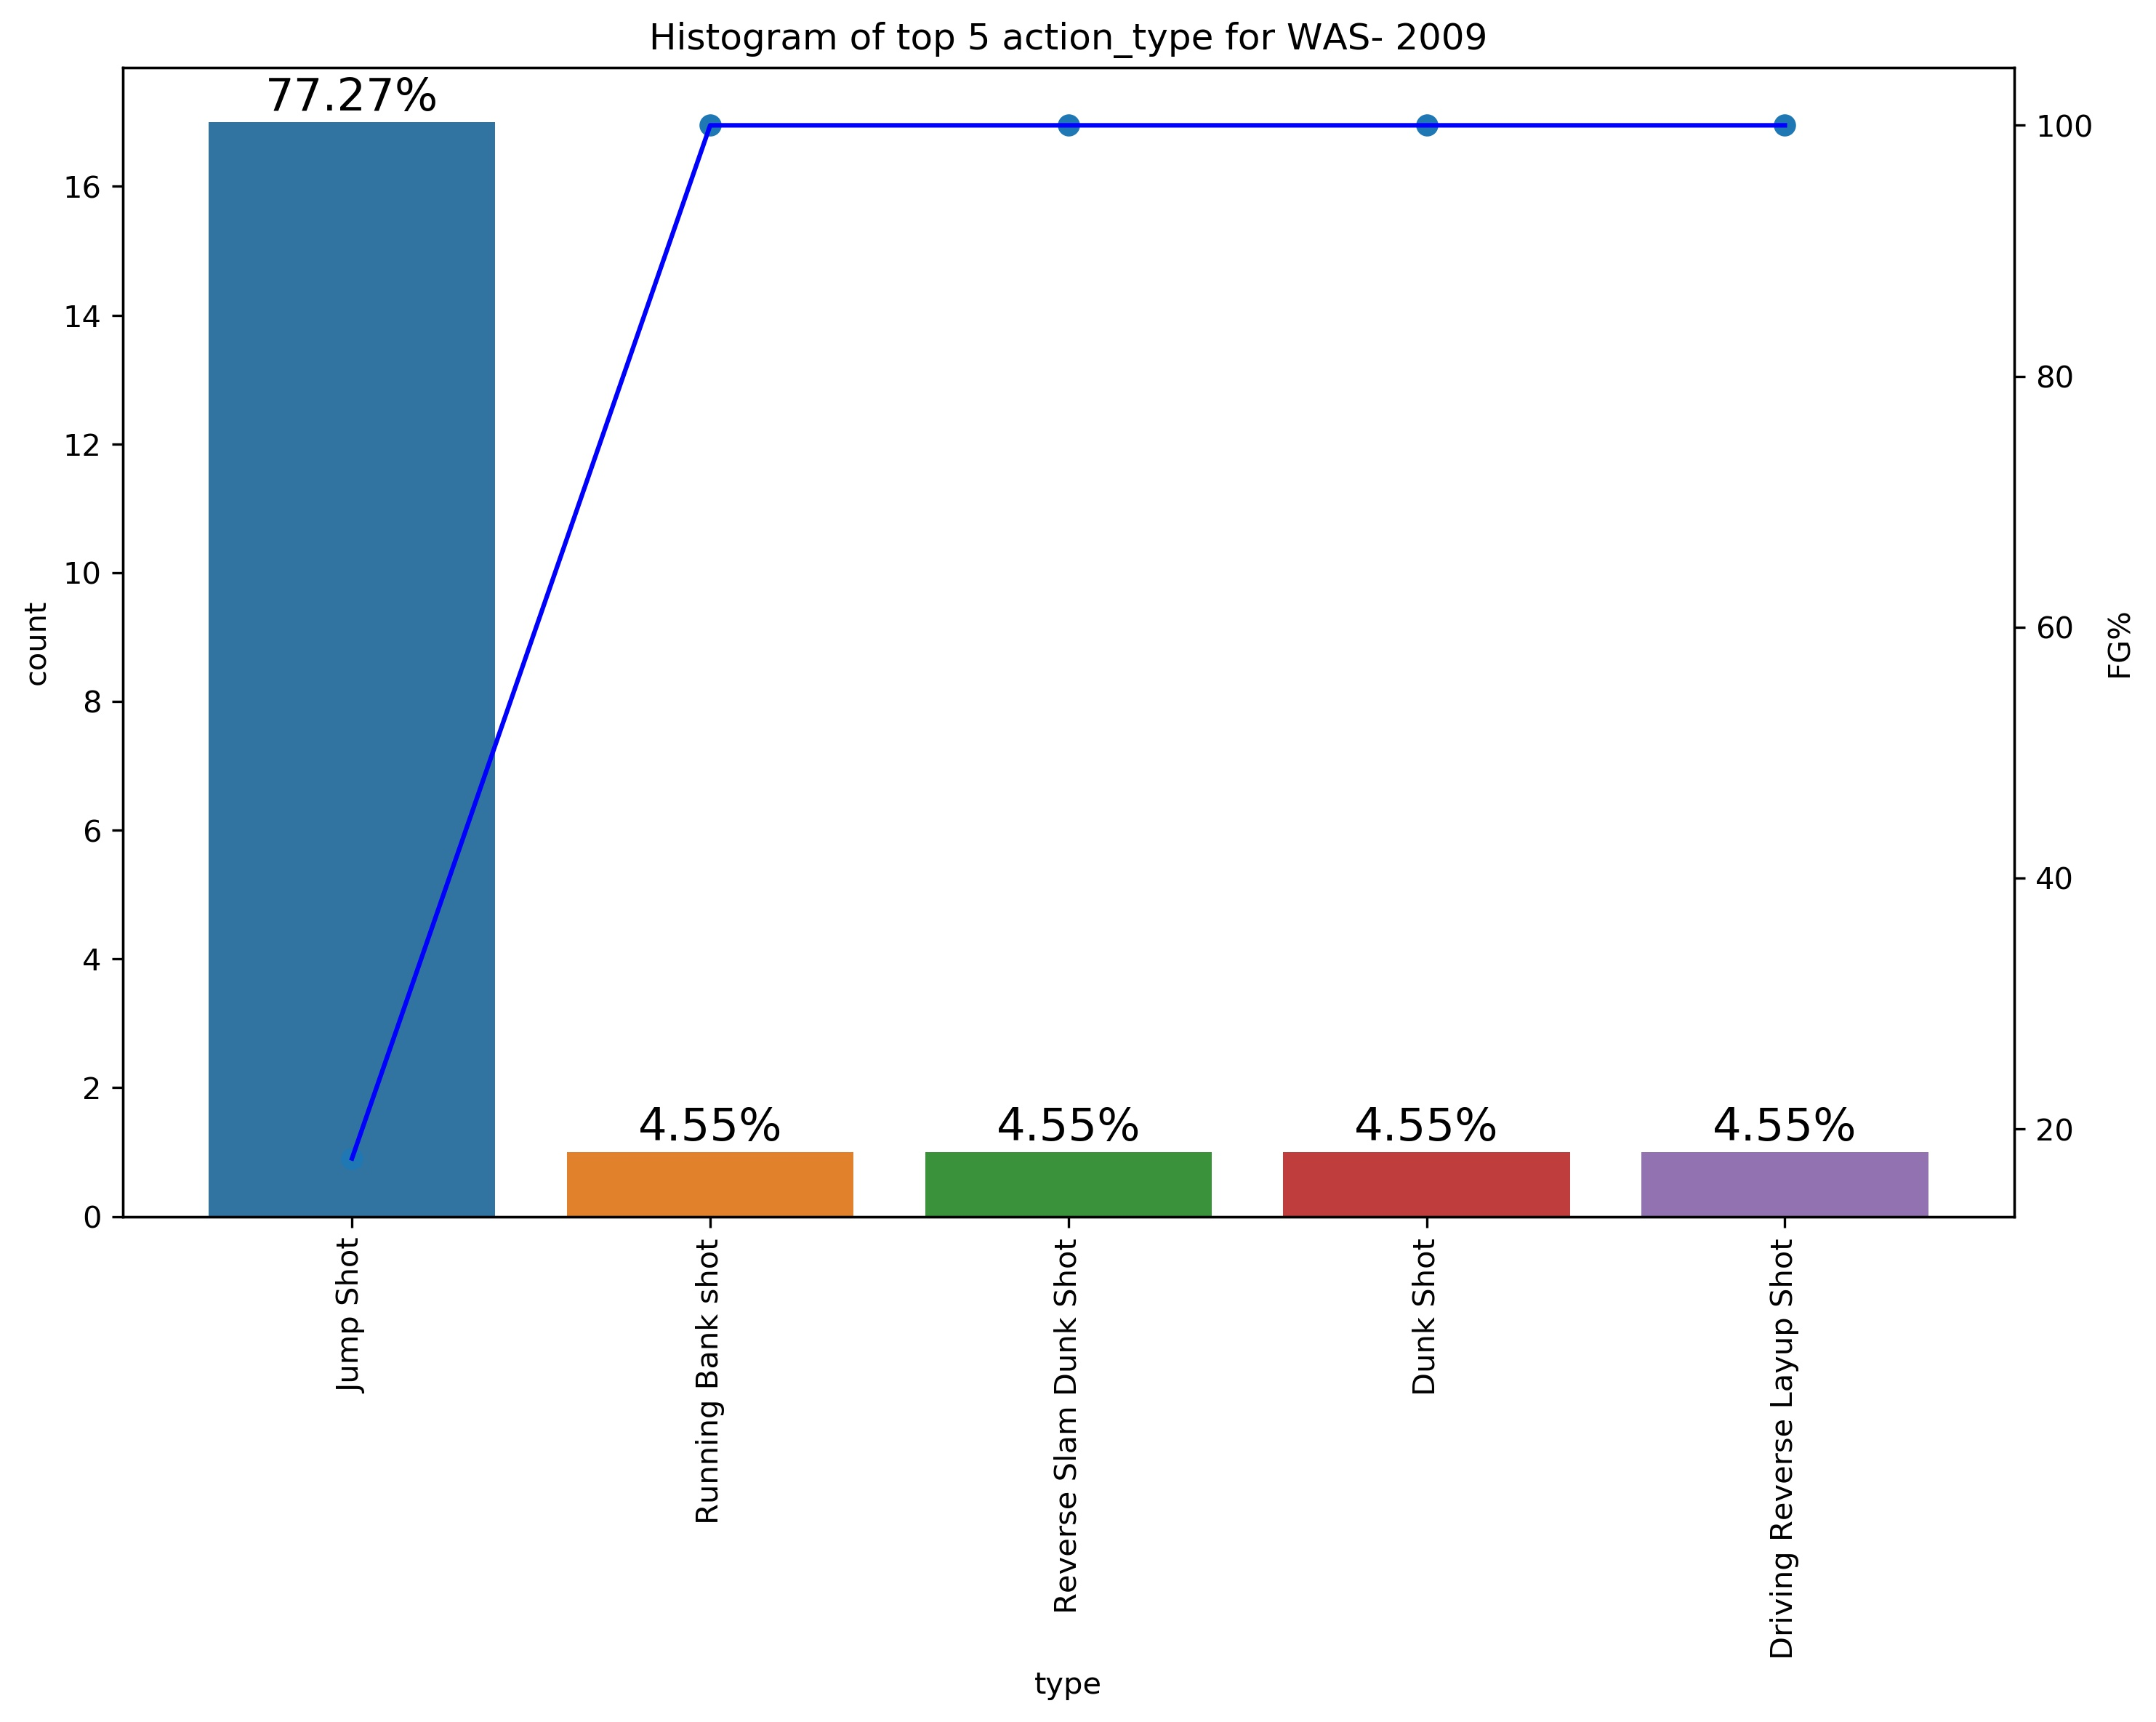 Histogram of top 5 action_type for WAS- 2009
77.27%
4.55%
4.55%
4.55%
4.55%
16
14
12
10
8
6
4
2
0
count
100
80
60
40
20
FG%
Jump Shot
Running Bank shot
Reverse Slam Dunk Shot
Dunk Shot
Driving Reverse Layup Shot
type